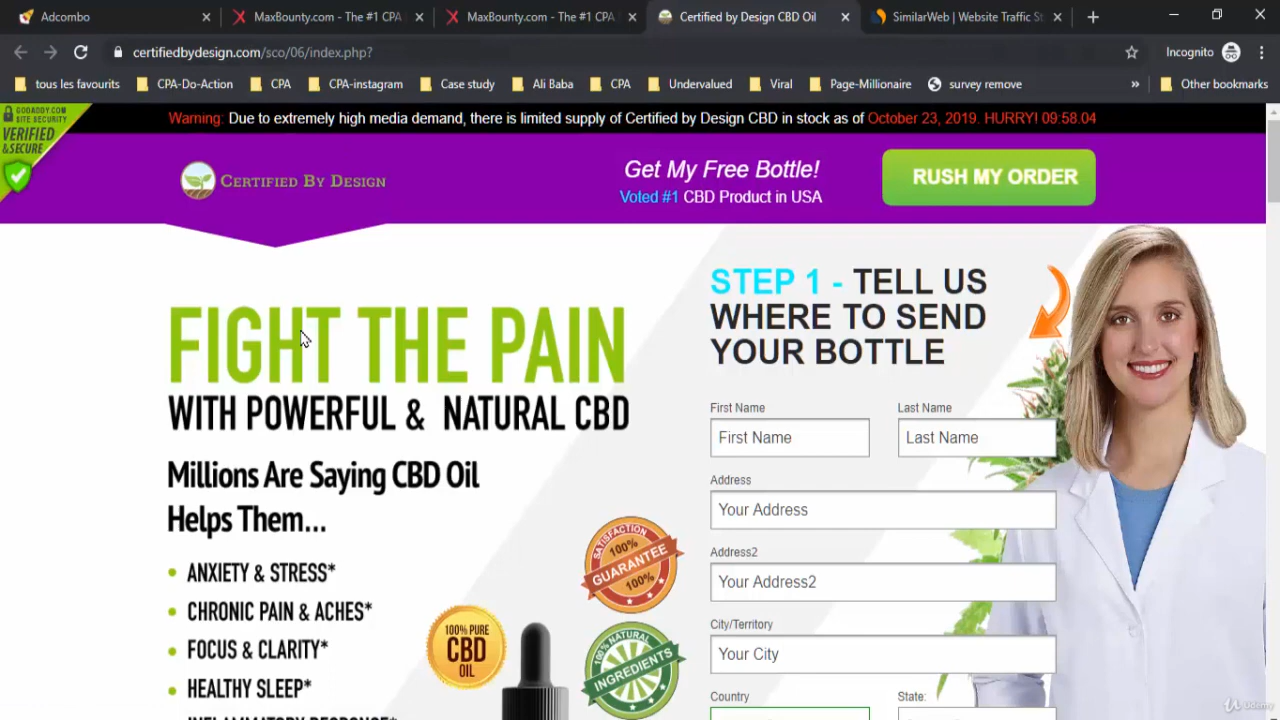 Adcombo
MaxBounty.com - The #1 CPA
MaxBounty.com - The #1 CPA
Certified by Design CBD Oil
SimilarWeb | Website Traffic St
certifiedbydesign.com/sco/06/index.php?
Incognito
tous les favourits
CPA-Do-Action
CPA
CPA-instagram
Case study
Ali Baba
CPA
Undervalued
Viral
Page-Millionaire
survey remove
»
Other bookmarks
GODADDY.COM
SITE SECURITY
VERIFIED
& SECURE
Warning: Due to extremely high media demand, there is limited supply of Certified by Design CBD in stock as of October 23, 2019. HURRY! 09:58.04
CERTIFIED BY DESIGN
Get My Free Bottle!
Voted #1 CBD Product in USA
RUSH MY ORDER
FIGHT THE PAIN
WITH POWERFUL & NATURAL CBD
Millions Are Saying CBD Oil
Helps Them...
• ANXIETY & STRESS*
• CHRONIC PAIN & ACHES*
• FOCUS & CLARITY*
• HEALTHY SLEEP*
• INFLAMMATORY RESPONSE*
100% PURE
CBD
OIL
SATISFACTION
100%
GUARANTEE
100%
100% NATURAL
INGREDIENTS
STEP 1 - TELL US
WHERE TO SEND
YOUR BOTTLE
First Name
Last Name
First Name
Last Name
Address
Your Address
Address2
Your Address2
City/Territory
Your City
Country
State:
Udemy